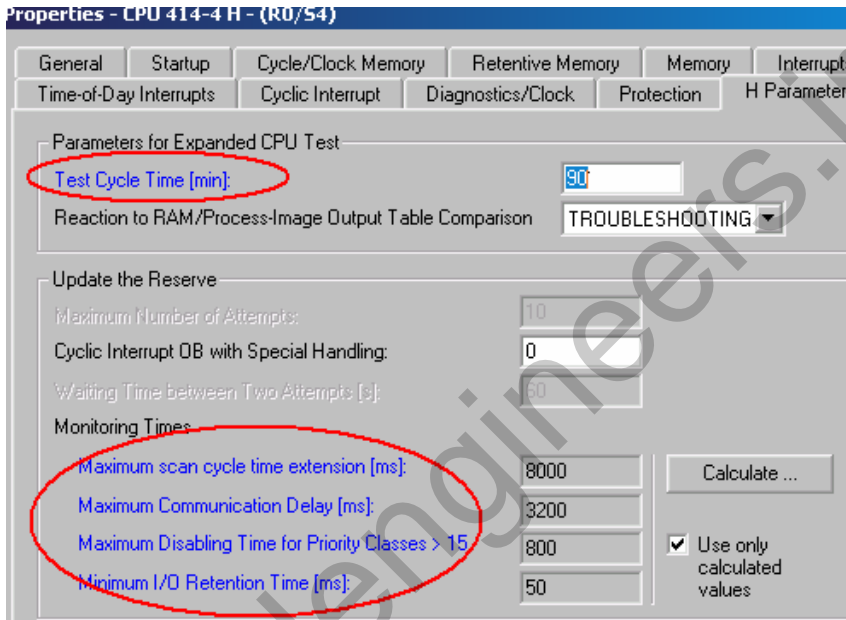 Properties - CPU 414-4 H - (R0/S4)
General Startup Cycle/Clock Memory Retentive Memory Memory Interrupt
Time-of-Day Interrupts Cyclic Interrupt Diagnostics/Clock Protection H Parameter
Parameters for Expanded CPU Test
Test Cycle Time [min]: 90
Reaction to RAM/Process-Image Output Table Comparison TROUBLESHOOTING
Update the Reserve
Maximum Number of Attempts: 10
Cyclic Interrupt OB with Special Handling: 0
Waiting Time between Two Attempts [s]: 60
Monitoring Times
Maximum scan cycle time extension [ms]: 8000 Calculate ...
Maximum Communication Delay [ms]: 3200
Maximum Disabling Time for Priority Classes > 15 800 Use only
calculated
values
Minimum I/O Retention Time [ms]: 50